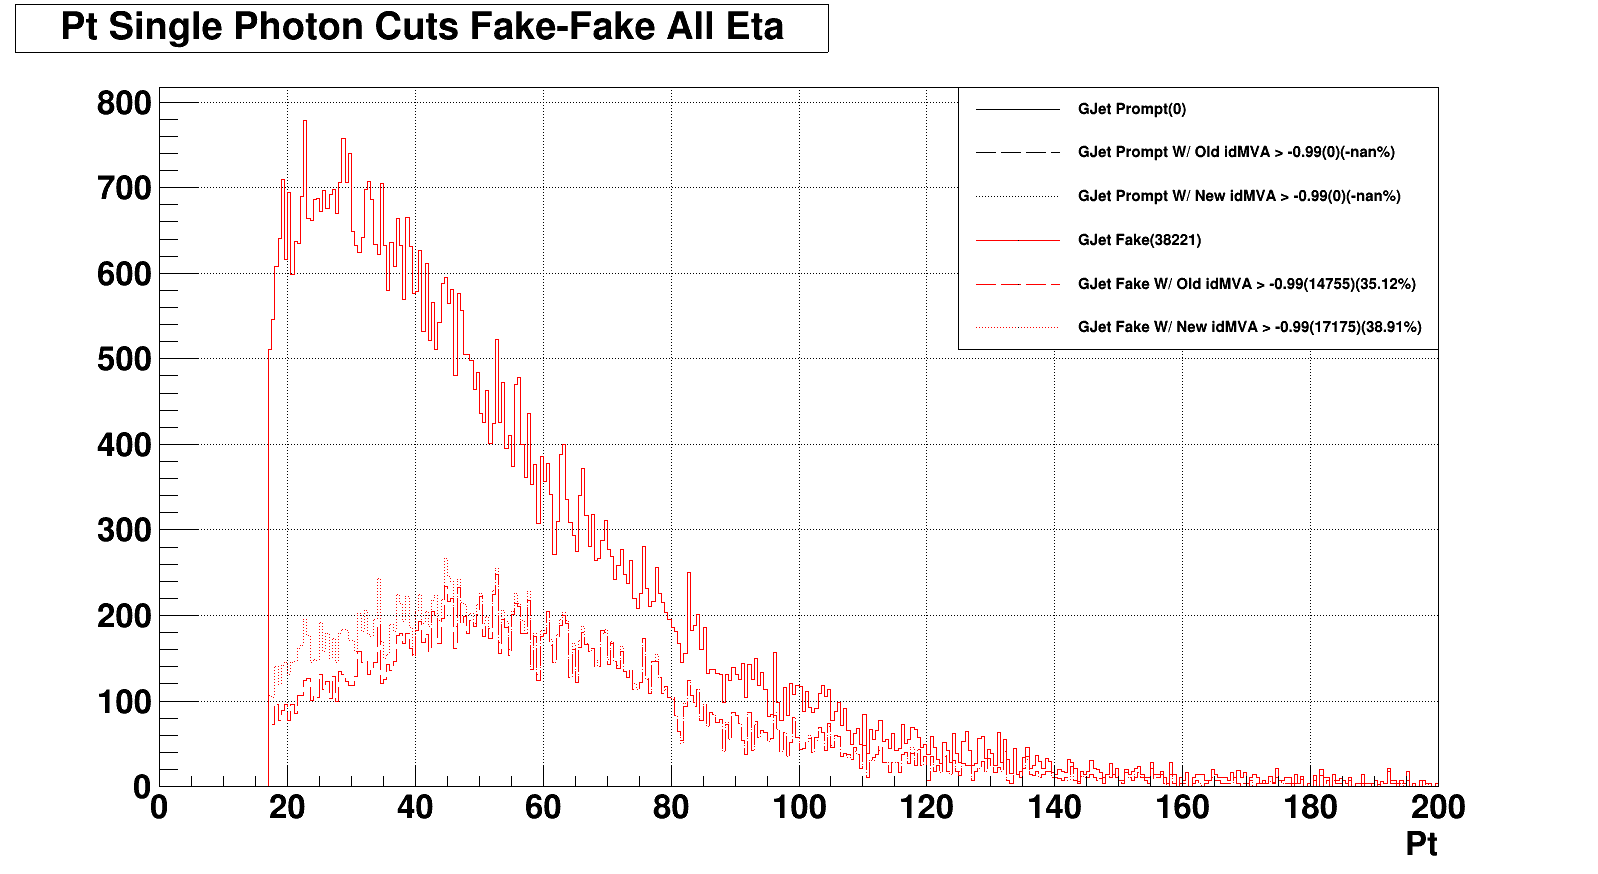 Pt Single Photon Cuts Fake-Fake All Eta
800
700
600
500
400
300
200
100
0
GJet Prompt(0)
GJet Prompt W/ Old idMVA > -0.99(0)(-nan%)
GJet Prompt W/ New idMVA > -0.99(0)(-nan%)
GJet Fake(38221)
GJet Fake W/ Old idMVA > -0.99(14755)(35.12%)
GJet Fake W/ New idMVA > -0.99(17175)(38.91%)
0 20 40 60 80 100 120 140 160 180 200
Pt